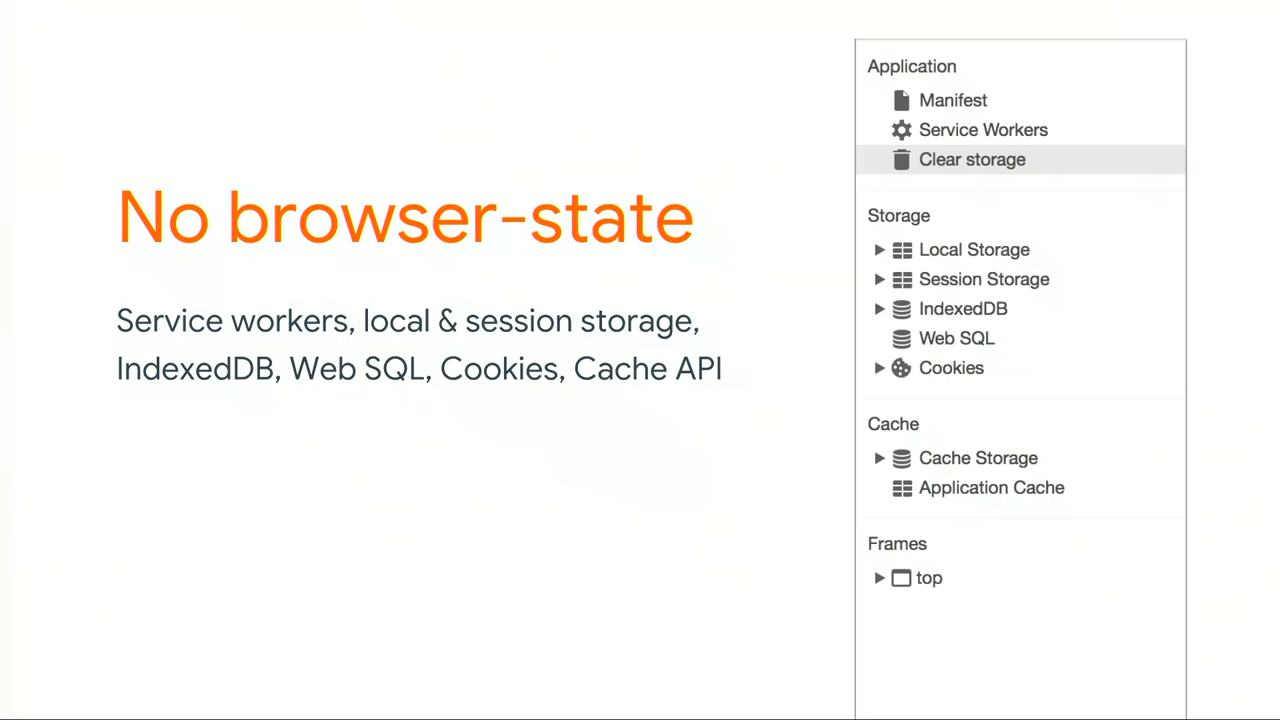 No browser-state
Service workers, local & session storage,
IndexedDB, Web SQL, Cookies, Cache API
Application
Manifest
Service Workers
Clear storage
Storage
Local Storage
Session Storage
IndexedDB
Web SQL
Cookies
Cache
Cache Storage
Application Cache
Frames
top